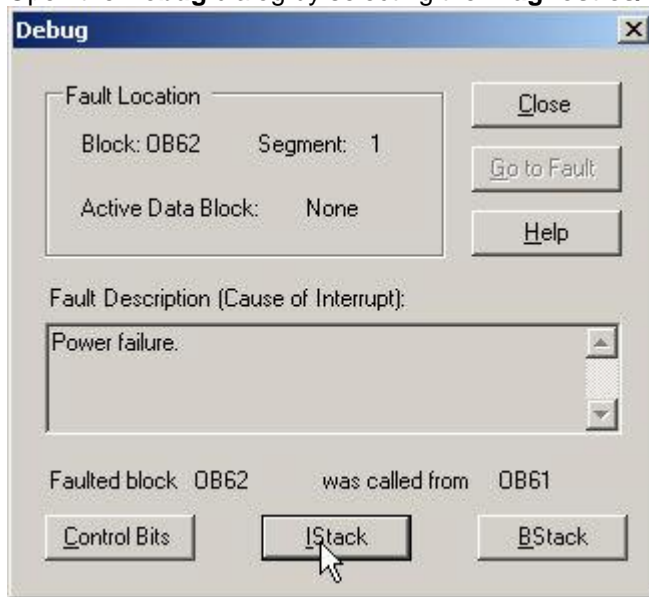 Debug
Fault Location
Close
Block: OB62 Segment: 1
Go to Fault
Active Data Block: None
Help
Fault Description (Cause of Interrupt):
Power failure.
Faulted block OB62 was called from OB61
Control Bits IStack BStack